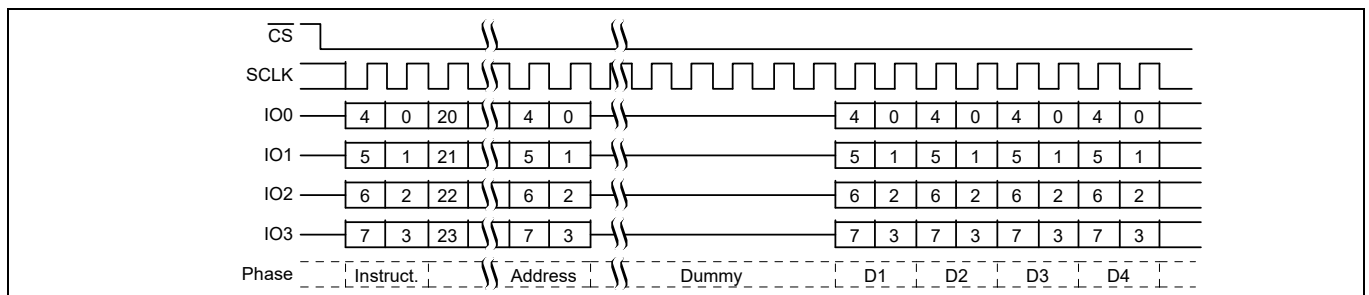 CS
SCLK
IO0 4 0 20 4 0 4 0 4 0 4 0 4 0
IO1 5 1 21 5 1 5 1 5 1 5 1 5 1
IO2 6 2 22 6 2 6 2 6 2 6 2 6 2
IO3 7 3 23 7 3 7 3 7 3 7 3 7 3
Phase Instruct. Address Dummy D1 D2 D3 D4